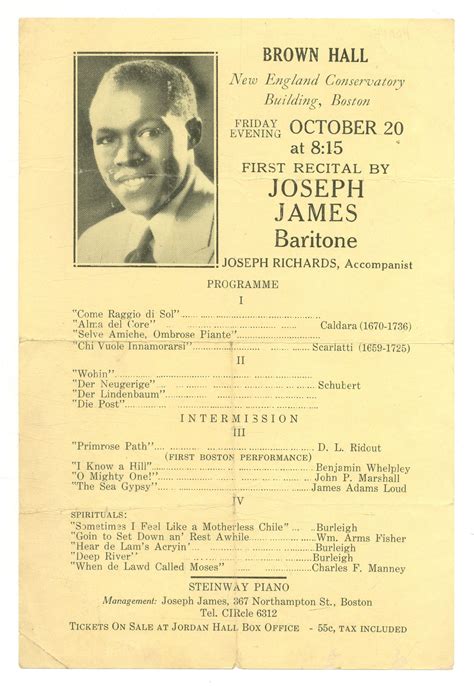 BROWN HALL
New England Conservatory
Building, Boston
FRIDAY EVENING OCTOBER 20
at 8:15
FIRST RECITAL BY
JOSEPH
JAMES
Baritone
JOSEPH RICHARDS, Accompanist
PROGRAMME
I
"Come Raggio di Sol"
"Alma del Core" Caldara (1670-1736)
"Selve Amiche, Ombrose Piante"
"Chi Vuole Innamorarsi" Scarlatti (1659-1725)
II
"Wohin"
"Der Neugerige" Schubert
"Der Lindenbaum"
"Die Post"
INTERMISSION
III
"Primrose Path" D. L. Ridout
(FIRST BOSTON PERFORMANCE)
"I Know a Hill" Benjamin Whelpley
"O Mighty One!" John P. Marshall
"The Sea Gypsy" James Adams Loud
IV
SPIRITUALS:
"Sometimes I Feel Like a Motherless Chile" Burleigh
"Goin to Set Down an' Rest Awhile Wm. Arms Fisher
"Hear de Lam's Acryin' Burleigh
"Deep River" Burleigh
"When de Lawd Called Moses" Charles F. Manney
STEINWAY PIANO
Management: Joseph James, 367 Northampton St., Boston
Tel. CIRcle 6312
TICKETS ON SALE AT JORDAN HALL BOX OFFICE - 55c, TAX INCLUDED